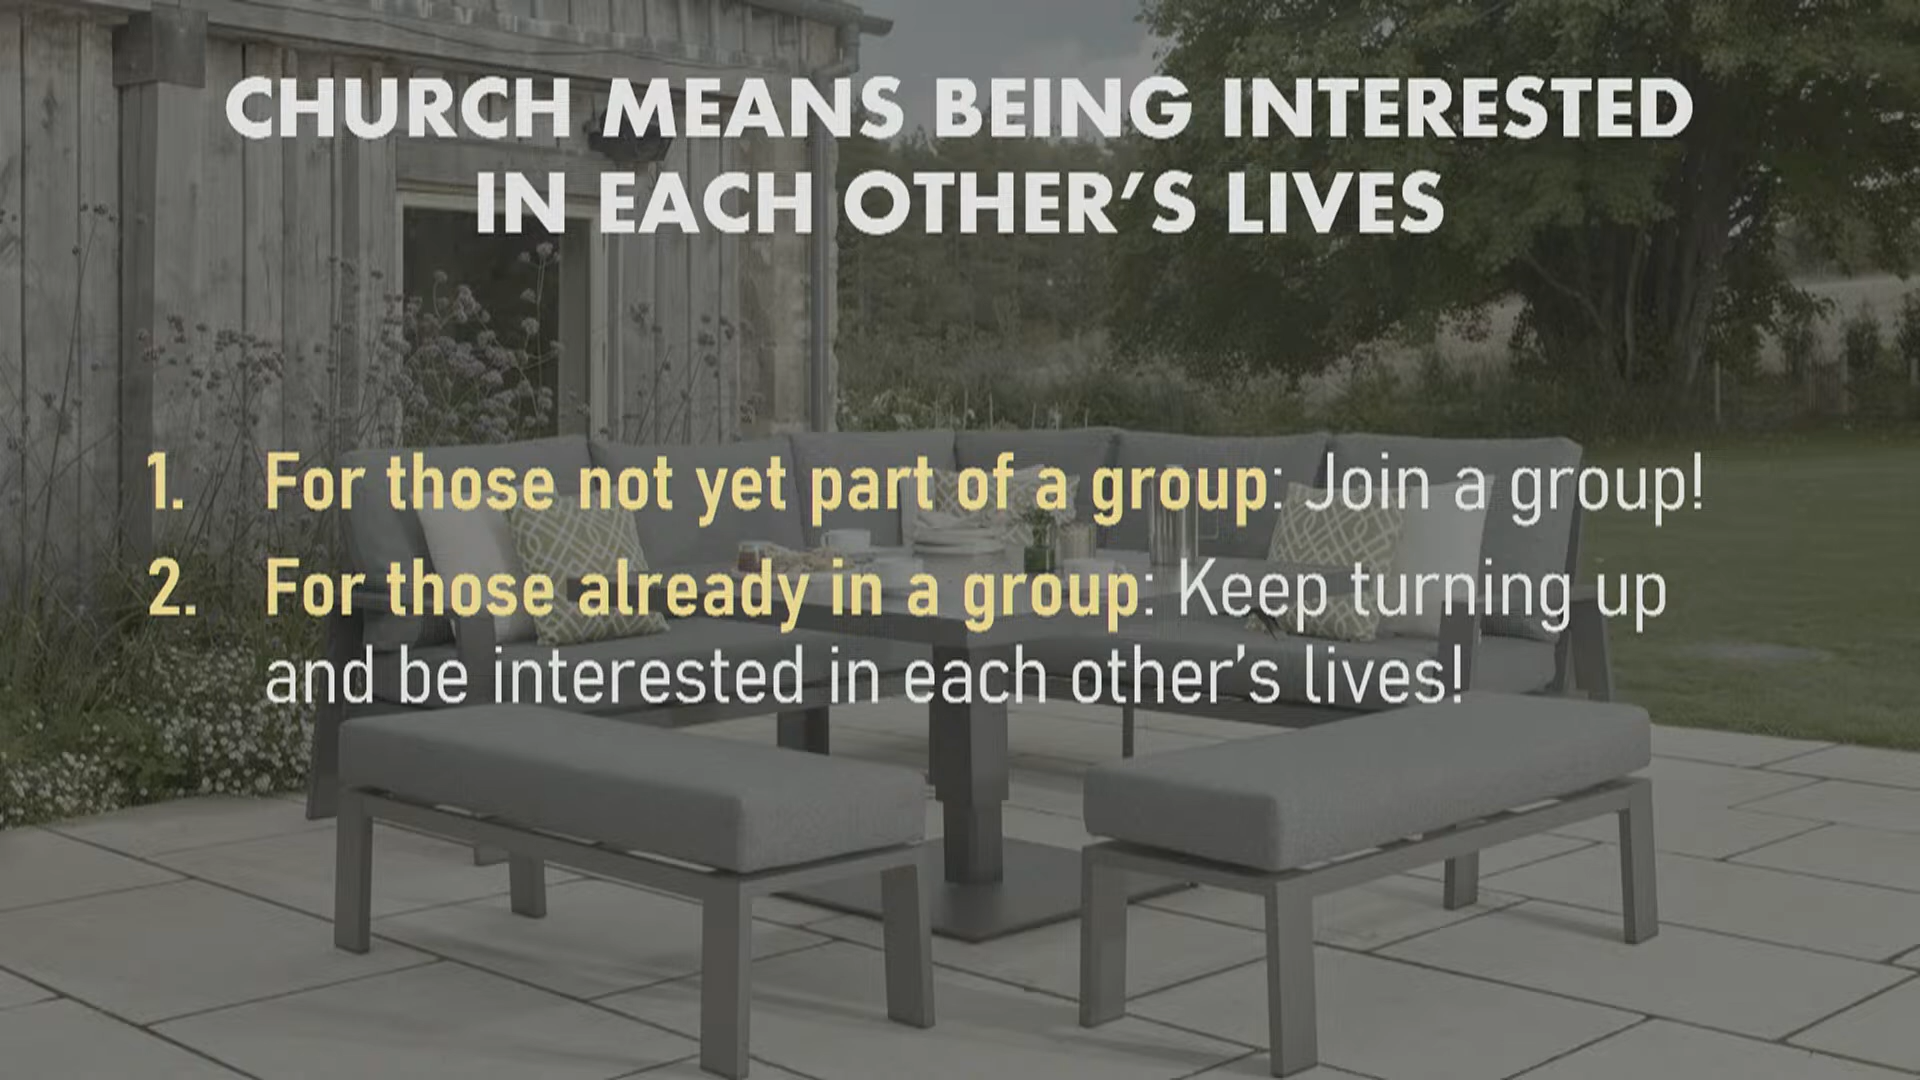 CHURCH MEANS BEING INTERESTED
IN EACH OTHER’S LIVES
1. For those not yet part of a group: Join a group!
2. For those already in a group: Keep turning up
and be interested in each other’s lives!